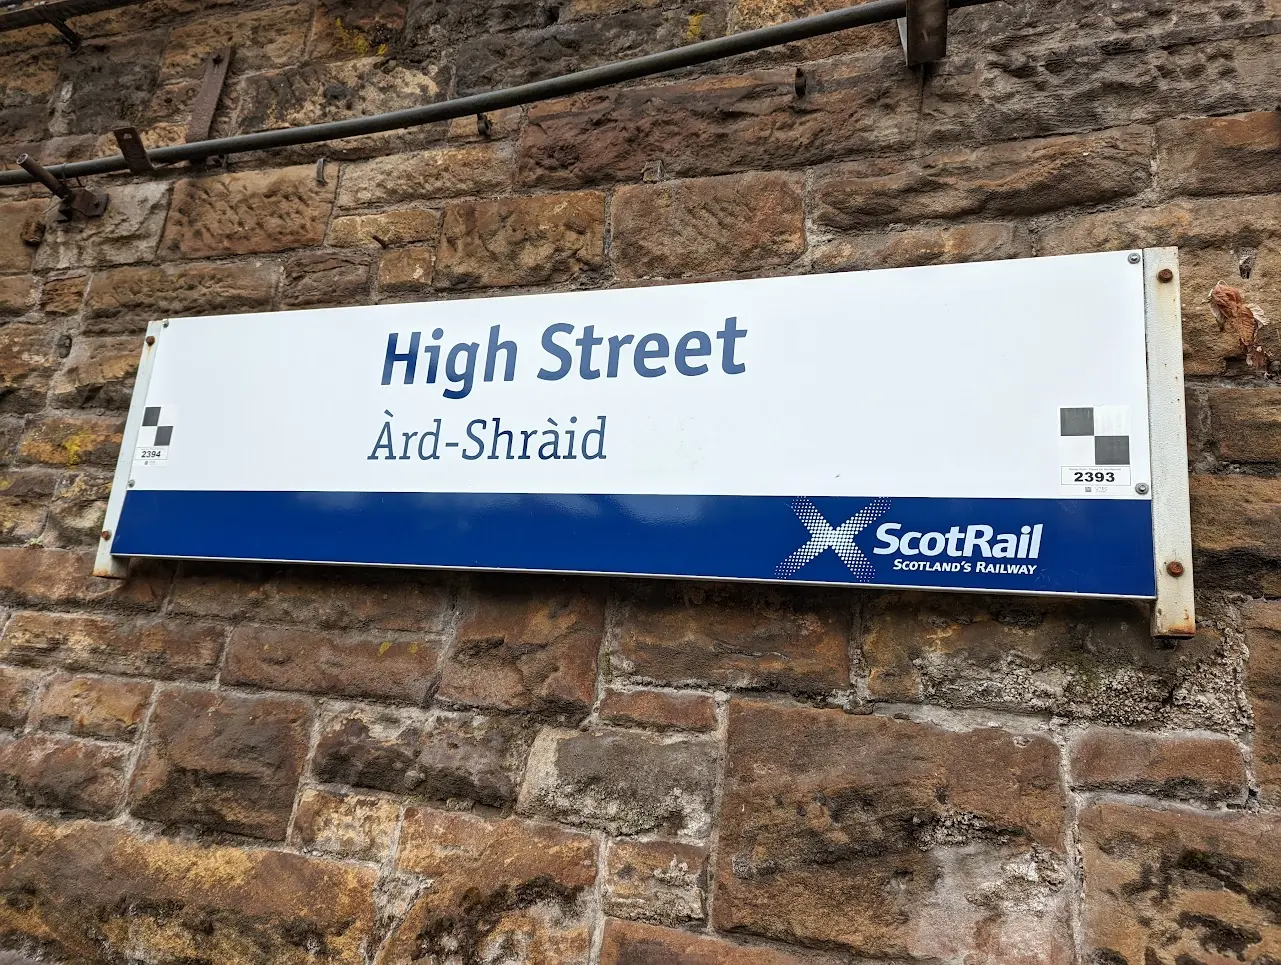 High Street
Àrd-Shràid
2394
2393
ScotRail
SCOTLAND'S RAILWAY